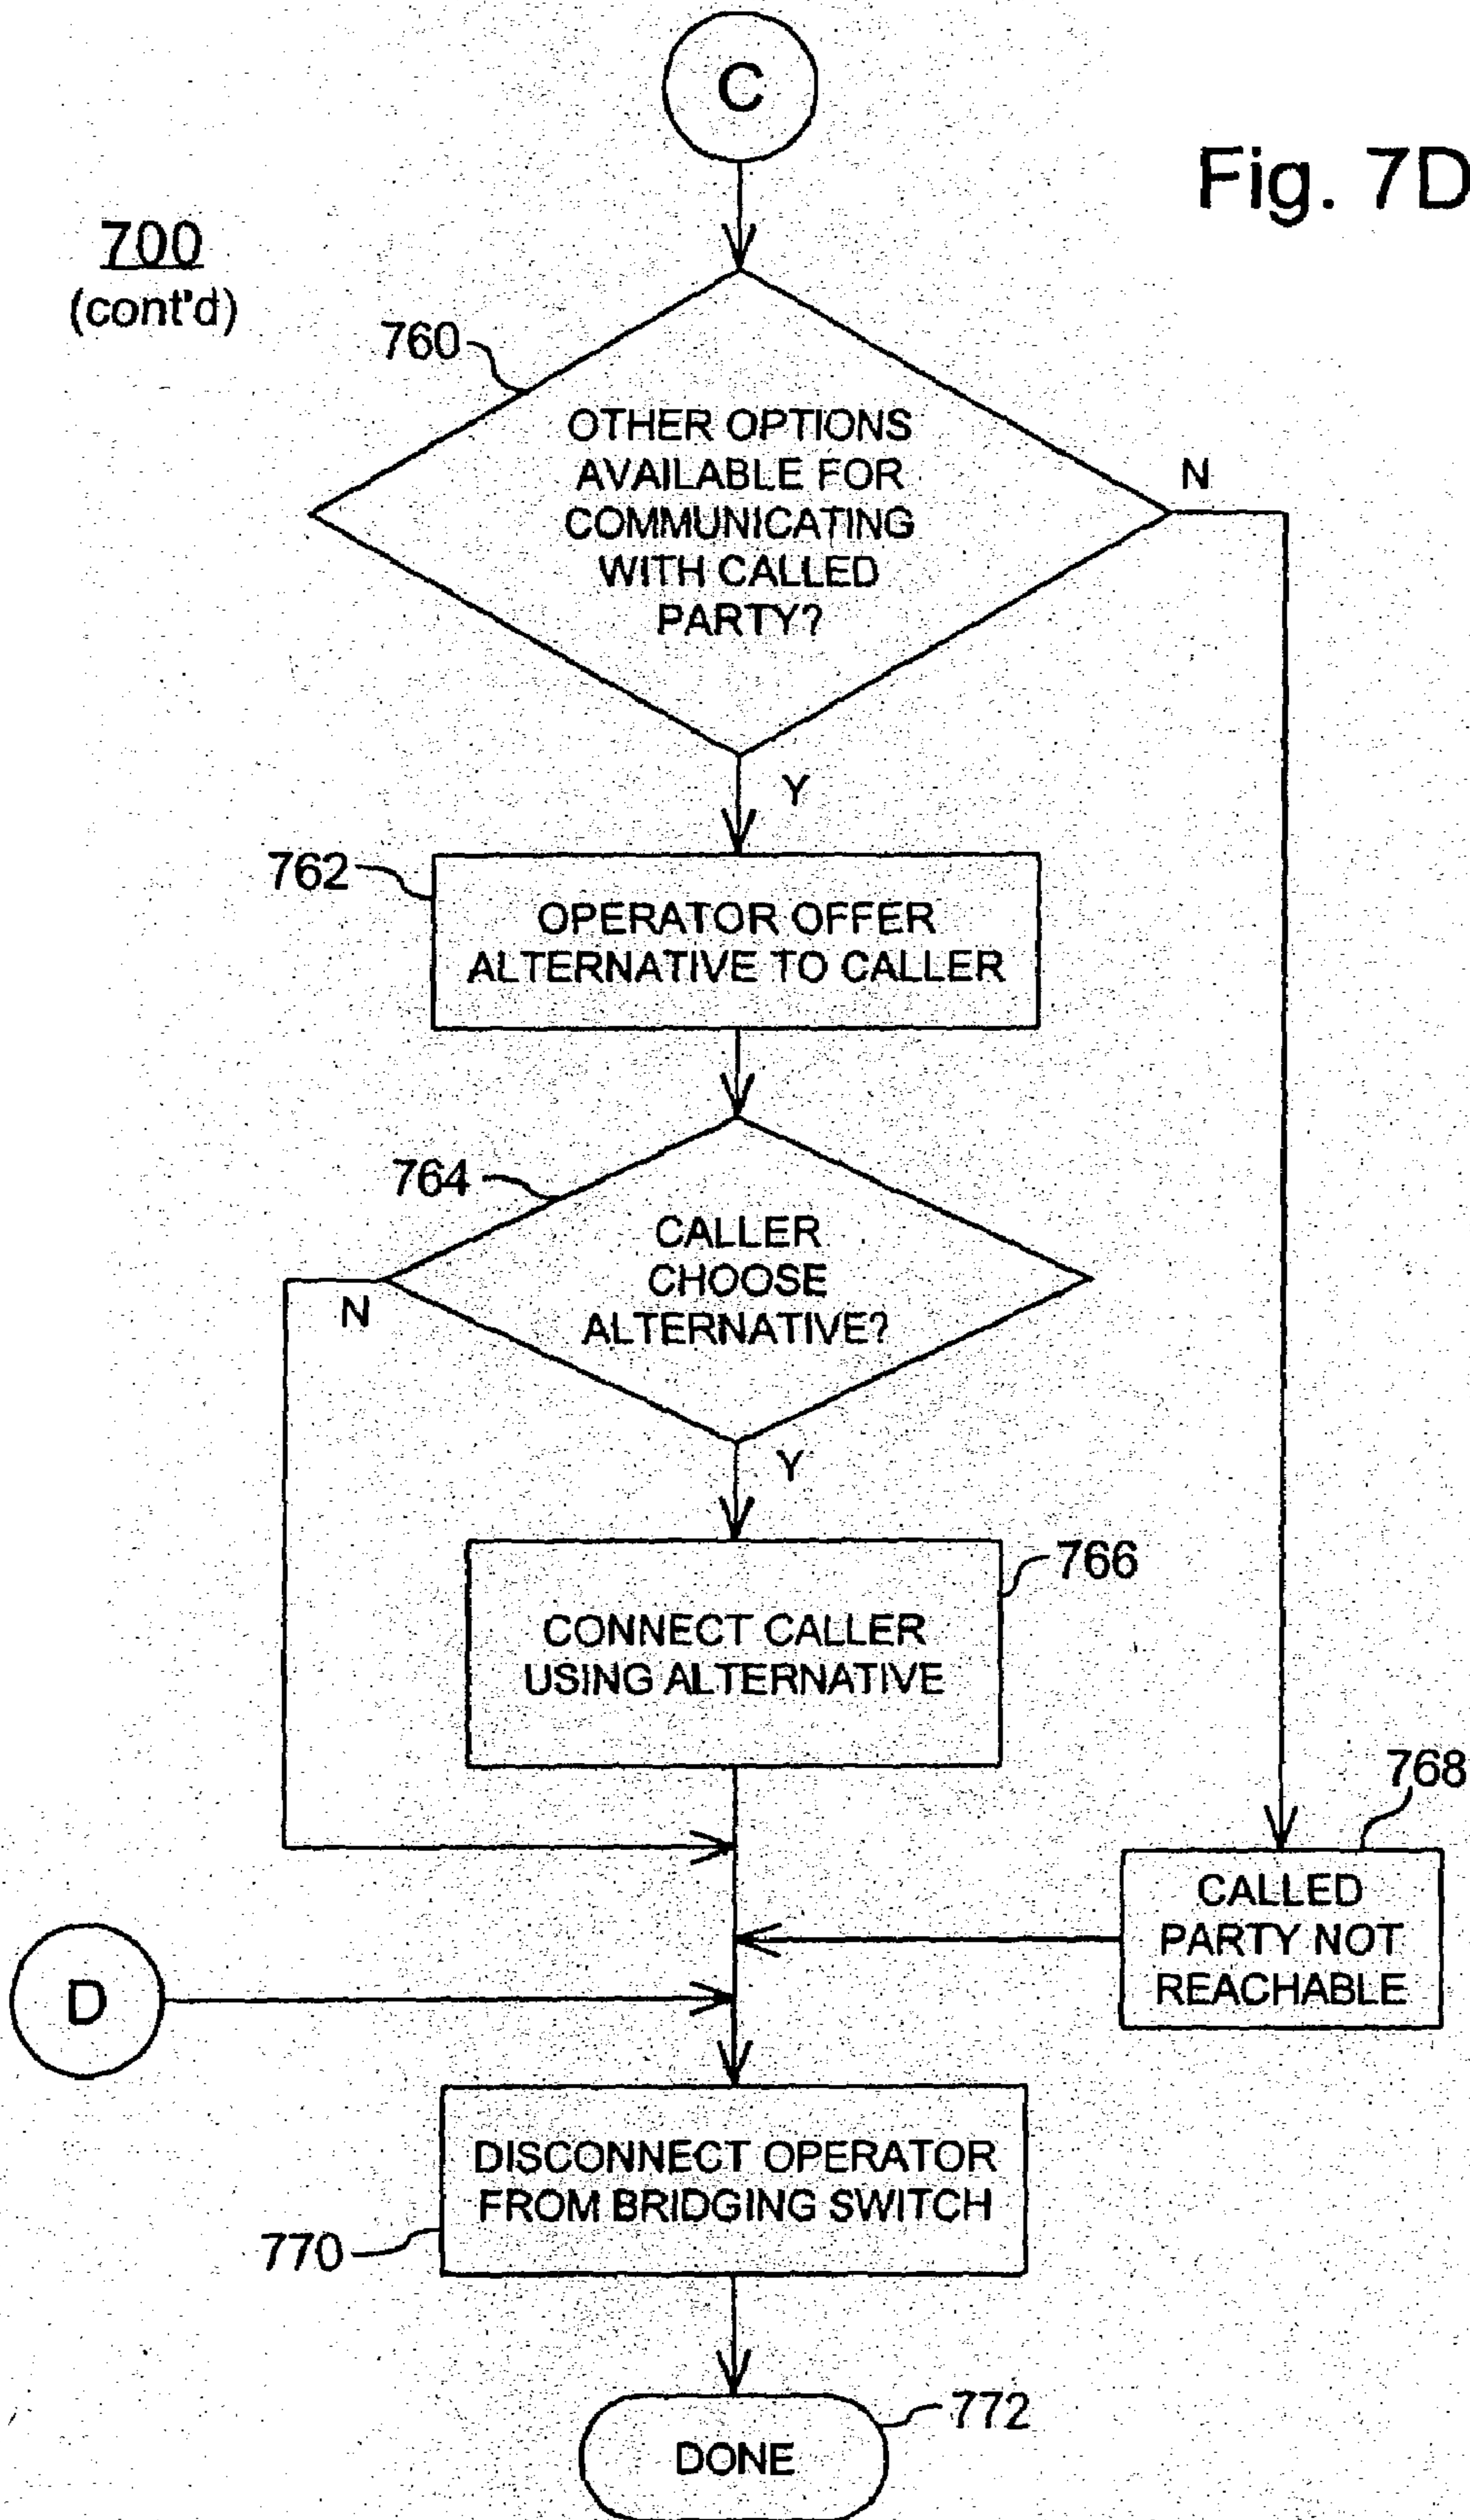 C
Fig. 7D
700
(cont'd)
760
OTHER OPTIONS
AVAILABLE FOR
COMMUNICATING
WITH CALLED
PARTY?
N
Y
762
OPERATOR OFFER
ALTERNATIVE TO CALLER
764
CALLER
CHOOSE
ALTERNATIVE?
N
Y
766
CONNECT CALLER
USING ALTERNATIVE
768
CALLED
PARTY NOT
REACHABLE
D
DISCONNECT OPERATOR
FROM BRIDGING SWITCH
770
772
DONE